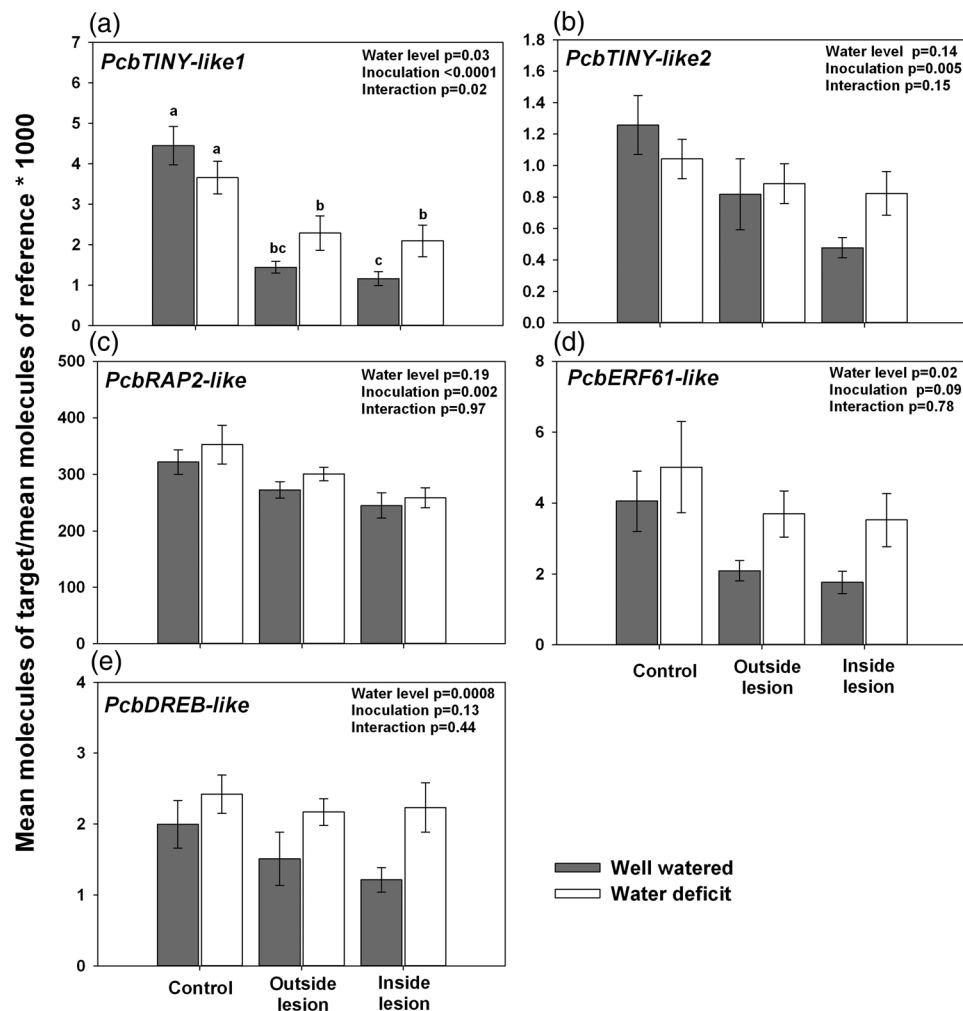 Mean molecules of target/mean molecules of reference * 1000
(a)
PcbTINY-like1
Water level p=0.03
Inoculation <0.0001
Interaction p=0.02
7
6
5
4
3
2
1
0
a
a
bc
b
c
b
(b)
PcbTINY-like2
Water level p=0.14
Inoculation p=0.005
Interaction p=0.15
1.8
1.6
1.4
1.2
1.0
0.8
0.6
0.4
0.2
0.0
(c)
PcbRAP2-like
Water level p=0.19
Inoculation p=0.002
Interaction p=0.97
500
400
300
200
100
0
(d)
PcbERF61-like
Water level p=0.02
Inoculation p=0.09
Interaction p=0.78
8
6
4
2
0
Control
Outside
lesion
Inside
lesion
(e)
PcbDREB-like
Water level p=0.0008
Inoculation p=0.13
Interaction p=0.44
4
3
2
1
0
Control
Outside
lesion
Inside
lesion
Well watered
Water deficit